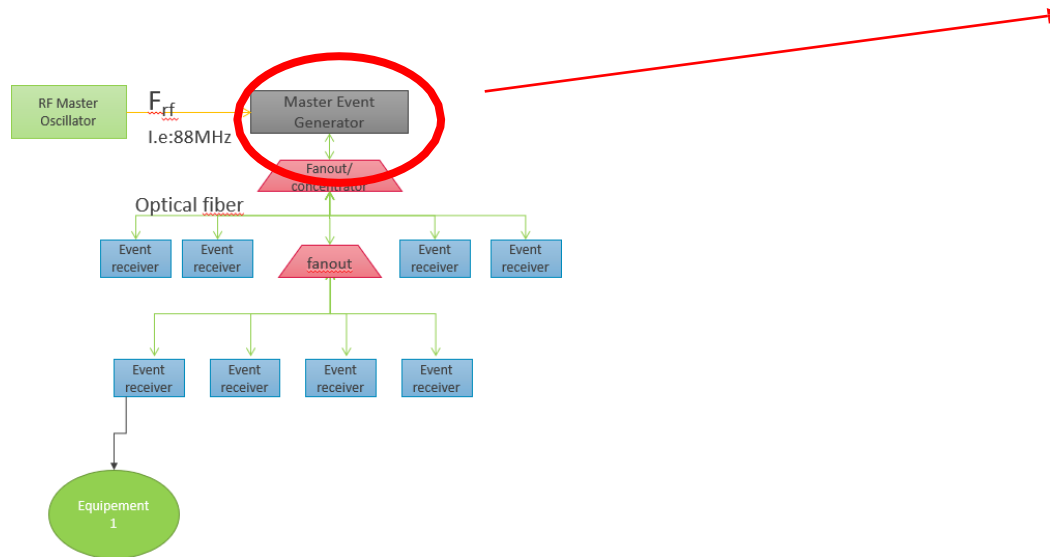 RF Master
Oscillator
Frf
I.e:88MHz
Master Event
Generator
Fanout/
concentrator
Optical fiber
Event
receiver
Event
receiver
fanout
Event
receiver
Event
receiver
Event
receiver
Event
receiver
Event
receiver
Event
receiver
Equipement
1